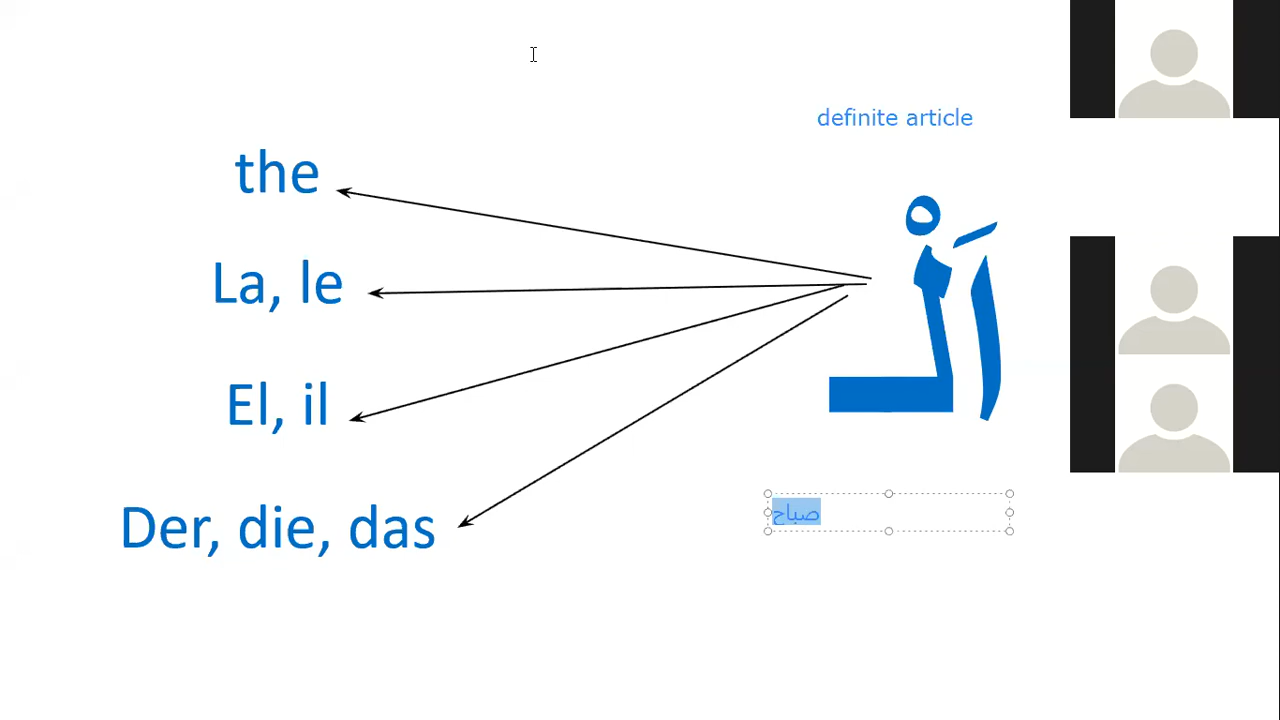 definite article
the
La, le
El, il
Der, die, das
اَلْ
صباح